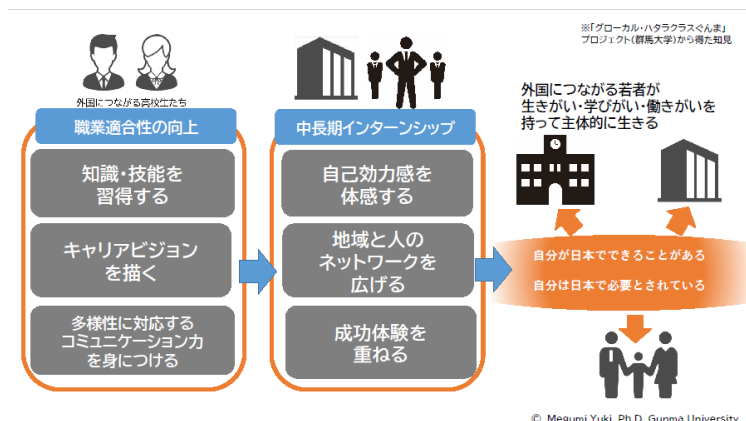 ※「グローカル・ハタラクラスぐんま」
プロジェクト(群馬大学)から得た知見
外国につながる高校生たち
職業適合性の向上
知識・技能を
習得する
キャリアビジョン
を描く
多様性に対応する
コミュニケーション力
を身につける
中長期インターンシップ
自己効力感を
体感する
地域と人の
ネットワークを
広げる
成功体験を
重ねる
外国につながる若者が
生きがい・学びがい・働きがいを
持って主体的に生きる
自分が日本でできることがある
自分は日本で必要とされている
© Megumi Yuki, Ph.D. Gunma University